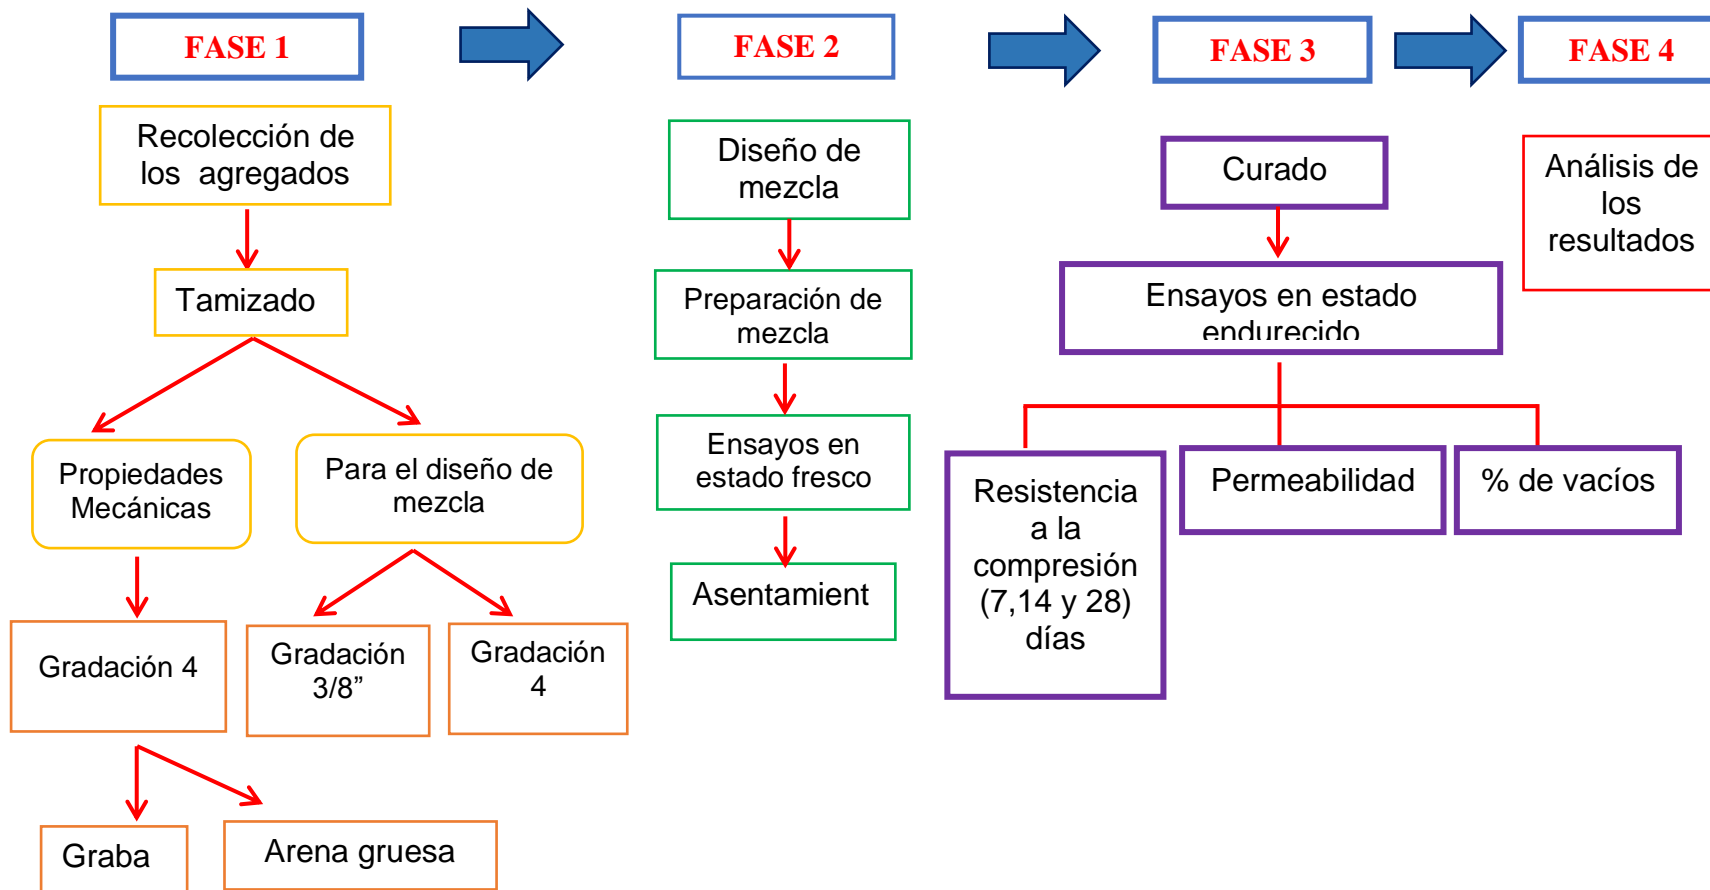 FASE 1
FASE 2
FASE 3
FASE 4
Recolección de
los agregados
Tamizado
Propiedades
Mecánicas
Para el diseño de
mezcla
Gradación 4
Gradación
3/8”
Gradación
4
Graba
Arena gruesa
Diseño de
mezcla
Preparación de
mezcla
Ensayos en
estado fresco
Asentamient
Curado
Ensayos en estado
endurecido
Resistencia
a la
compresión
(7,14 y 28)
días
Permeabilidad
% de vacíos
Análisis de
los
resultados